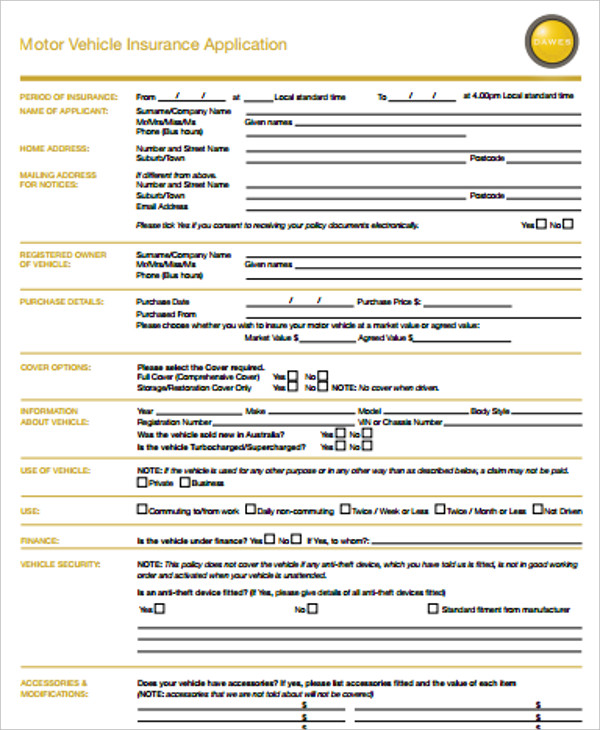 Motor Vehicle Insurance Application
DAWES
PERIOD OF INSURANCE: From / / at Local standard time To / / at 4.00pm Local standard time
NAME OF APPLICANT: Surname/Company Name
Mr/Mrs/Miss/Ms Given names
Phone (Bus hours)
HOME ADDRESS: Number and Street Name
Suburb/Town Postcode
MAILING ADDRESS If different from above.
FOR NOTICES: Number and Street Name
Suburb/Town Postcode
Email Address
Please tick Yes if you consent to receiving your policy documents electronically. Yes No
REGISTERED OWNER Surname/Company Name
OF VEHICLE: Mr/Mrs/Miss/Ms Given names
Phone (Bus hours)
PURCHASE DETAILS: Purchase Date / / Purchase Price $:
Purchased From
Please choose whether you wish to insure your motor vehicle at a market value or agreed value:
Market Value $ Agreed Value $
COVER OPTIONS: Please select the Cover required.
Full Cover (Comprehensive Cover) Yes No
Storage/Restoration Cover Only Yes No NOTE: No cover when driven.
INFORMATION Year Make Model Body Style
ABOUT VEHICLE: Registration Number VIN or Chassis Number
Was the vehicle sold new in Australia? Yes No
Is the vehicle Turbocharged/Supercharged? Yes No
USE OF VEHICLE: NOTE: If the vehicle is used for any other purpose or in any other way than as described below, a claim may not be paid.
Private Business
USE: Commuting to/from work Daily non-commuting Twice / Week or Less Twice / Month or Less Not Driven
FINANCE: Is the vehicle under finance? Yes No If Yes, to whom?:
VEHICLE SECURITY: NOTE: This policy does not cover the vehicle if any anti-theft device, which you have told us is fitted, is not in good working
order and activated when your vehicle is unattended.
Is an anti-theft device fitted? (If Yes, please give details of all anti-theft devices fitted)
Yes No Standard fitment from manufacturer
ACCESSORIES & Does your vehicle have accessories? If yes, please list accessories fitted and the value of each item
MODIFICATIONS: (NOTE: accessories that we are not told about will not be covered)
$ $
$ $
$ $